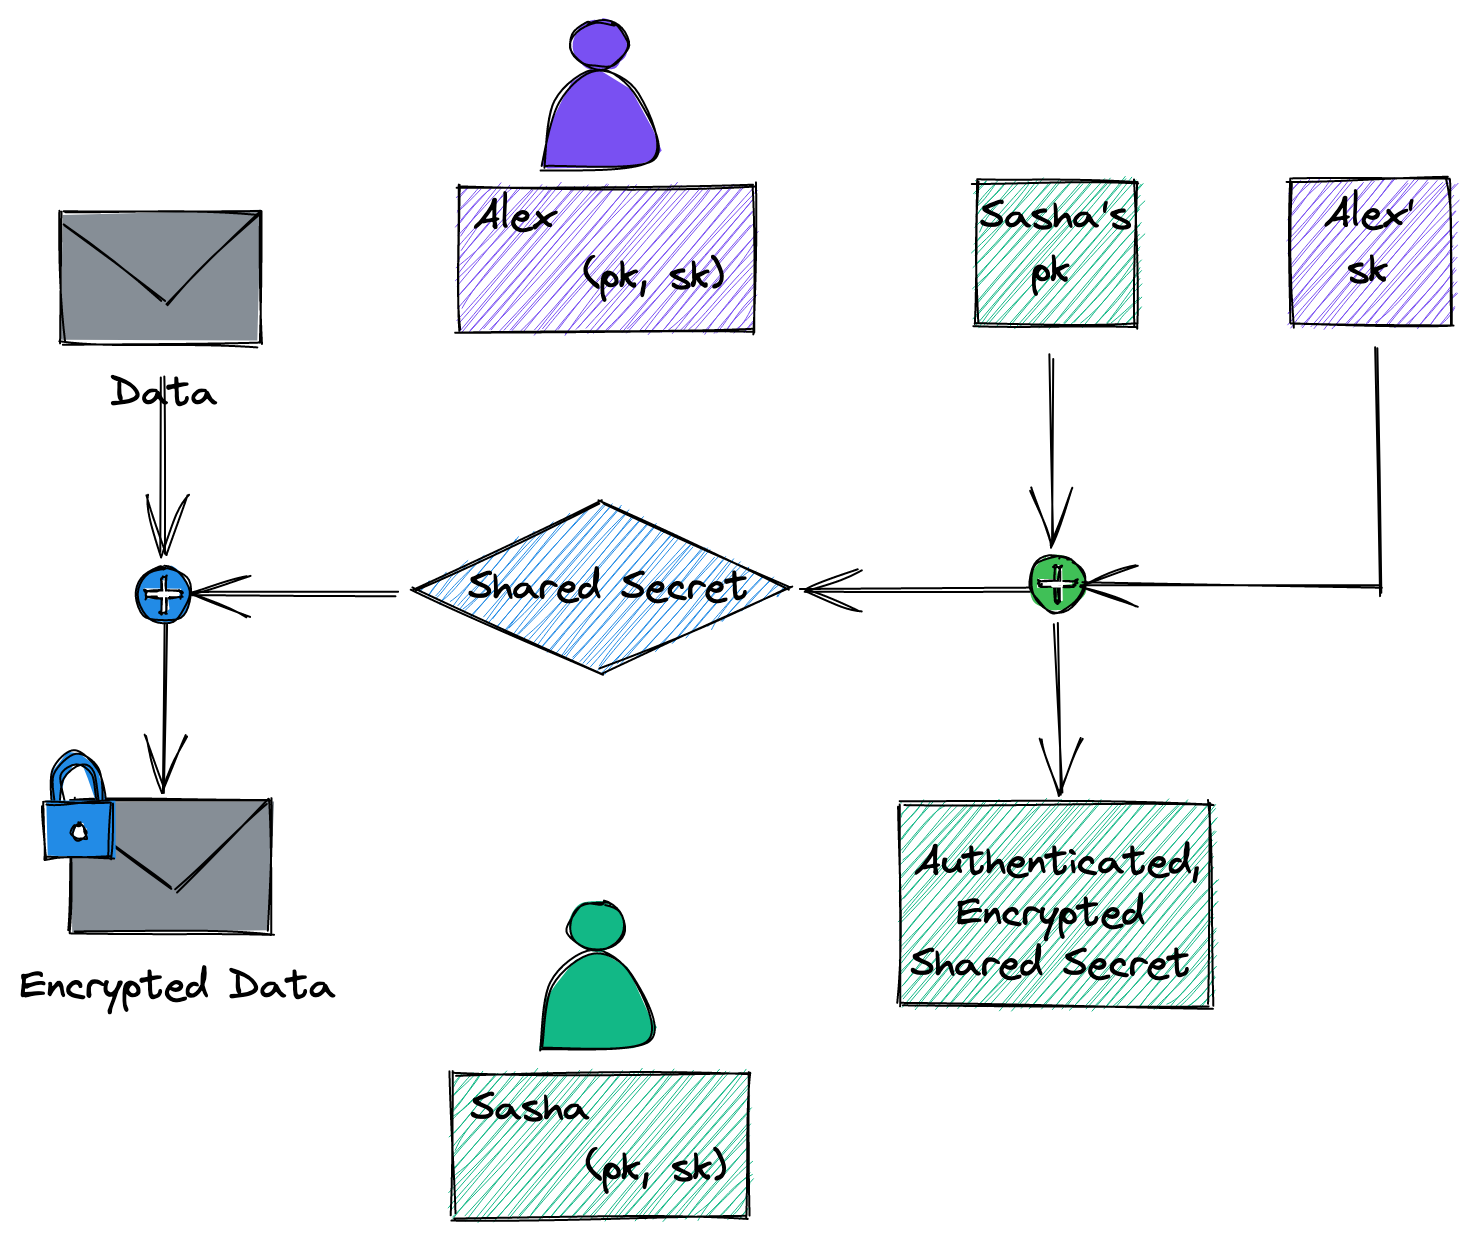 Alex
(pk, sk)
Sasha's
pk
Alex'
sk
Data
Shared Secret
Authenticated,
Encrypted
Shared Secret
Encrypted Data
Sasha
(pk, sk)